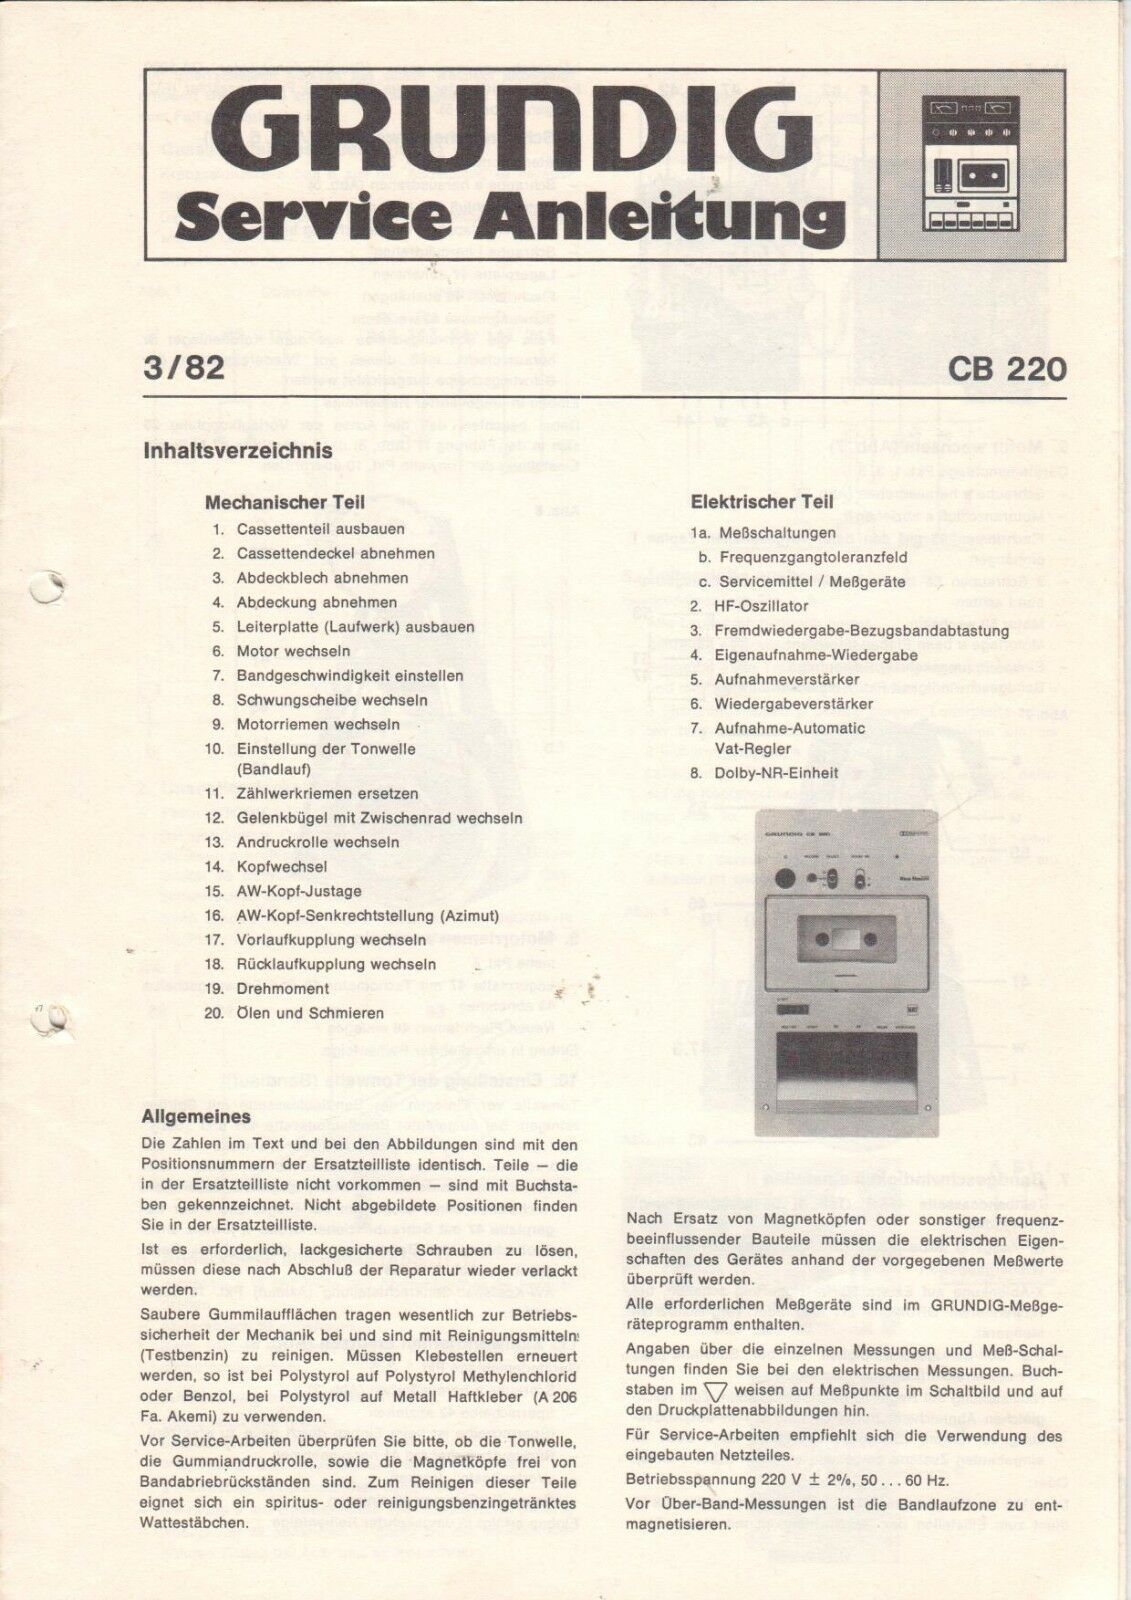 GRUNDIG
Service Anleitung
3/82
CB 220
Inhaltsverzeichnis
Mechanischer Teil
1. Cassettenteil ausbauen
2. Cassettendeckel abnehmen
3. Abdeckblech abnehmen
4. Abdeckung abnehmen
5. Leiterplatte (Laufwerk) ausbauen
6. Motor wechseln
7. Bandgeschwindigkeit einstellen
8. Schwungscheibe wechseln
9. Motorriemen wechseln
10. Einstellung der Tonwelle
(Bandlauf)
11. Zählwerkriemen ersetzen
12. Gelenkbügel mit Zwischenrad wechseln
13. Andruckrolle wechseln
14. Kopfwechsel
15. AW-Kopf-Justage
16. AW-Kopf-Senkrechtstellung (Azimut)
17. Vorlaufkupplung wechseln
18. Rücklaufkupplung wechseln
19. Drehmoment
20. Ölen und Schmieren
Elektrischer Teil
1a. Meßschaltungen
b. Frequenzgangtoleranzfeld
c. Servicemittel / Meßgeräte
2. HF-Oszillator
3. Fremdwiedergabe-Bezugsbandabtastung
4. Eigenaufnahme-Wiedergabe
5. Aufnahmeverstärker
6. Wiedergabeverstärker
7. Aufnahme-Automatic
Vat-Regler
8. Dolby-NR-Einheit
GRUNDIG
Allgemeines
Die Zahlen im Text und bei den Abbildungen sind mit den
Positionsnummern der Ersatzteilliste identisch. Teile — die
in der Ersatzteilliste nicht vorkommen — sind mit Buchsta-
ben gekennzeichnet. Nicht abgebildete Positionen finden
Sie in der Ersatzteilliste.
Ist es erforderlich, lackgesicherte Schrauben zu lösen,
müssen diese nach Abschluß der Reparatur wieder verlackt
werden.
Saubere Gummilaufflächen tragen wesentlich zur Betriebs-
sicherheit der Mechanik bei und sind mit Reinigungsmitteln
(Testbenzin) zu reinigen. Müssen Klebestellen erneuert
werden, so ist bei Polystyrol auf Polystyrol Methylenchlorid
oder Benzol, bei Polystyrol auf Metall Haftkleber (A 206
Fa. Akemi) zu verwenden.
Vor Service-Arbeiten überprüfen Sie bitte, ob die Tonwelle,
die Gummiandruckrolle, sowie die Magnetköpfe frei von
Bandabriebrückständen sind. Zum Reinigen dieser Teile
eignet sich ein spiritus- oder reinigungsbenzingetränktes
Wattestäbchen.
Nach Ersatz von Magnetköpfen oder sonstiger frequenz-
beeinflussender Bauteile müssen die elektrischen Eigen-
schaften des Gerätes anhand der vorgegebenen Meßwerte
überprüft werden.
Alle erforderlichen Meßgeräte sind im GRUNDIG-Meßge-
räteprogramm enthalten.
Angaben über die einzelnen Messungen und Meß-Schal-
tungen finden Sie bei den elektrischen Messungen. Buch-
staben im ▽ weisen auf Meßpunkte im Schaltbild und auf
den Druckplattenabbildungen hin.
Für Service-Arbeiten empfiehlt sich die Verwendung des
eingebauten Netzteiles.
Betriebsspannung 220 V ± 2%, 50 . . . 60 Hz.
Vor Über-Band-Messungen ist die Bandlaufzone zu ent-
magnetisieren.